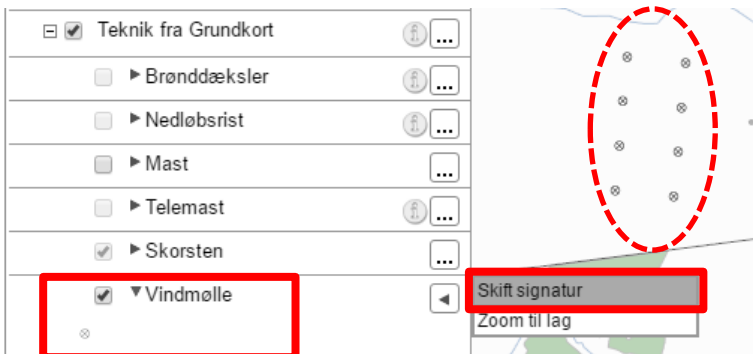 Teknik fra Grundkort
...
Brønddæksler
...
Nedløbsrist
...
Mast
...
Telemast
...
Skorsten
...
Vindmølle
Skift signatur
Zoom til lag